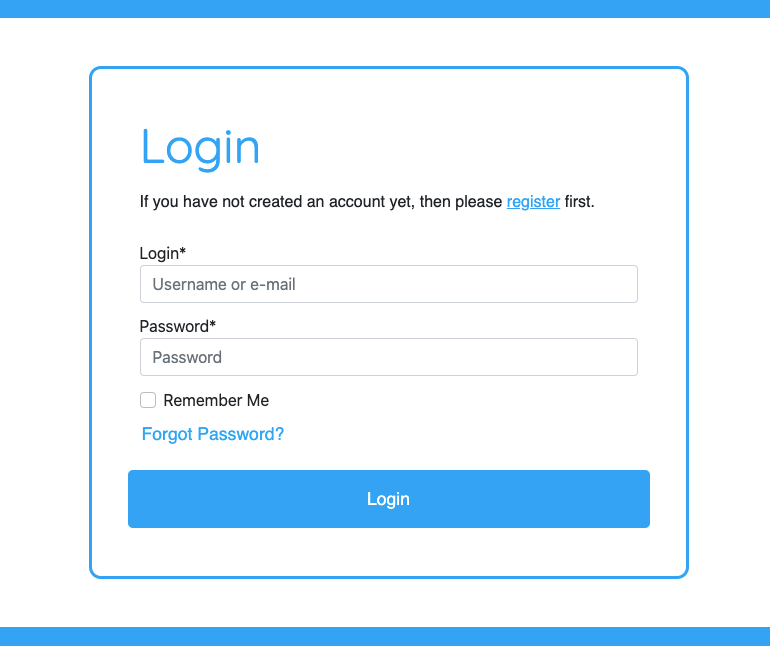 Login
If you have not created an account yet, then please register first.
Login*
Username or e-mail
Password*
Password
Remember Me
Forgot Password?
Login